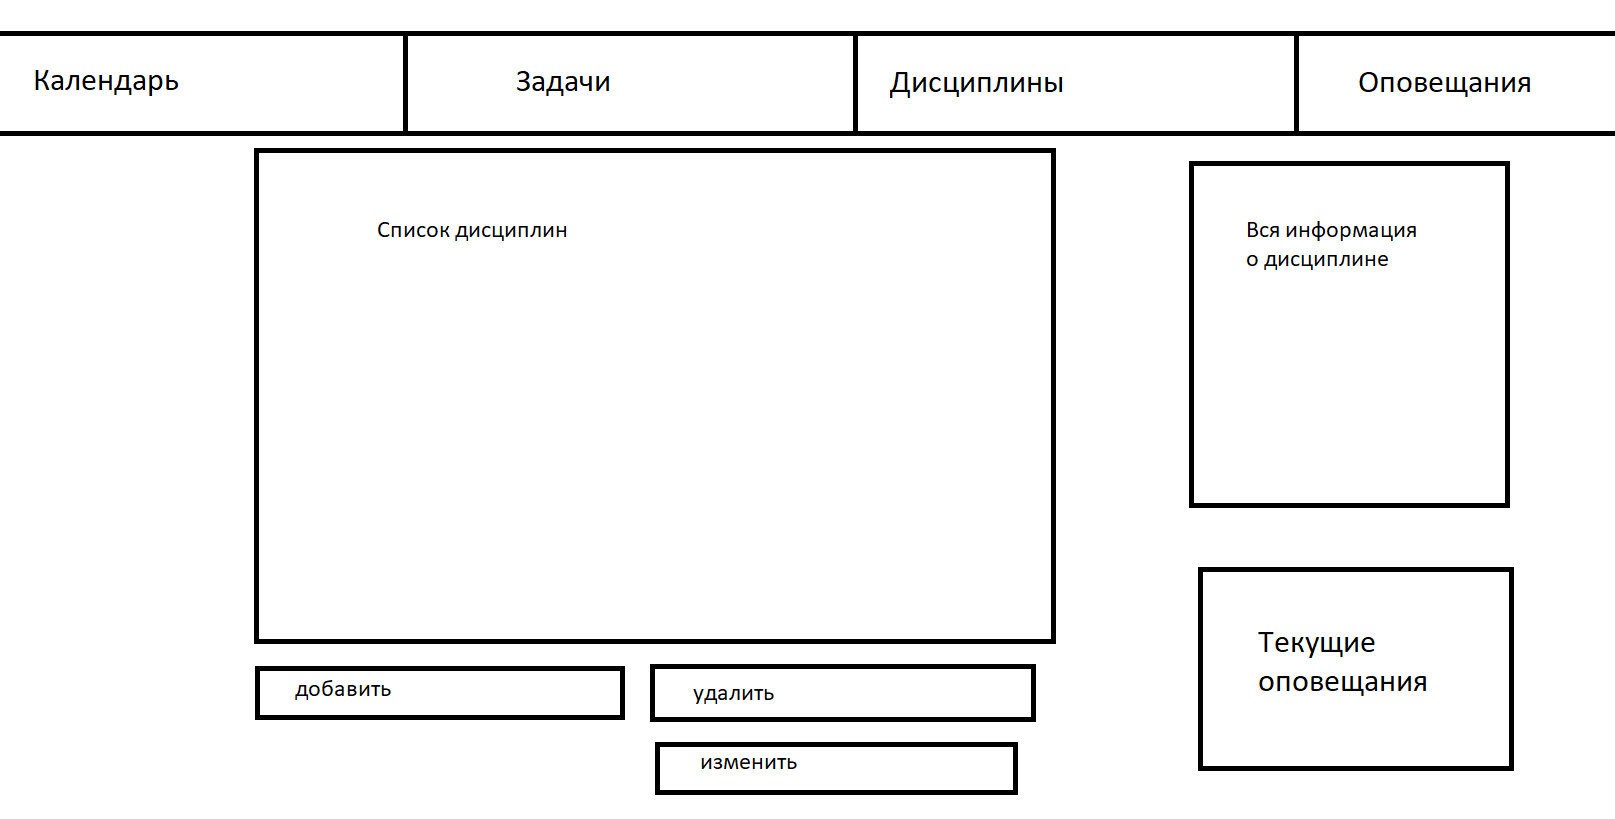 Календарь
Задачи
Дисциплины
Оповещания
Список дисциплин
Вся информация
о дисциплине
Текущие
оповещания
добавить
удалить
изменить